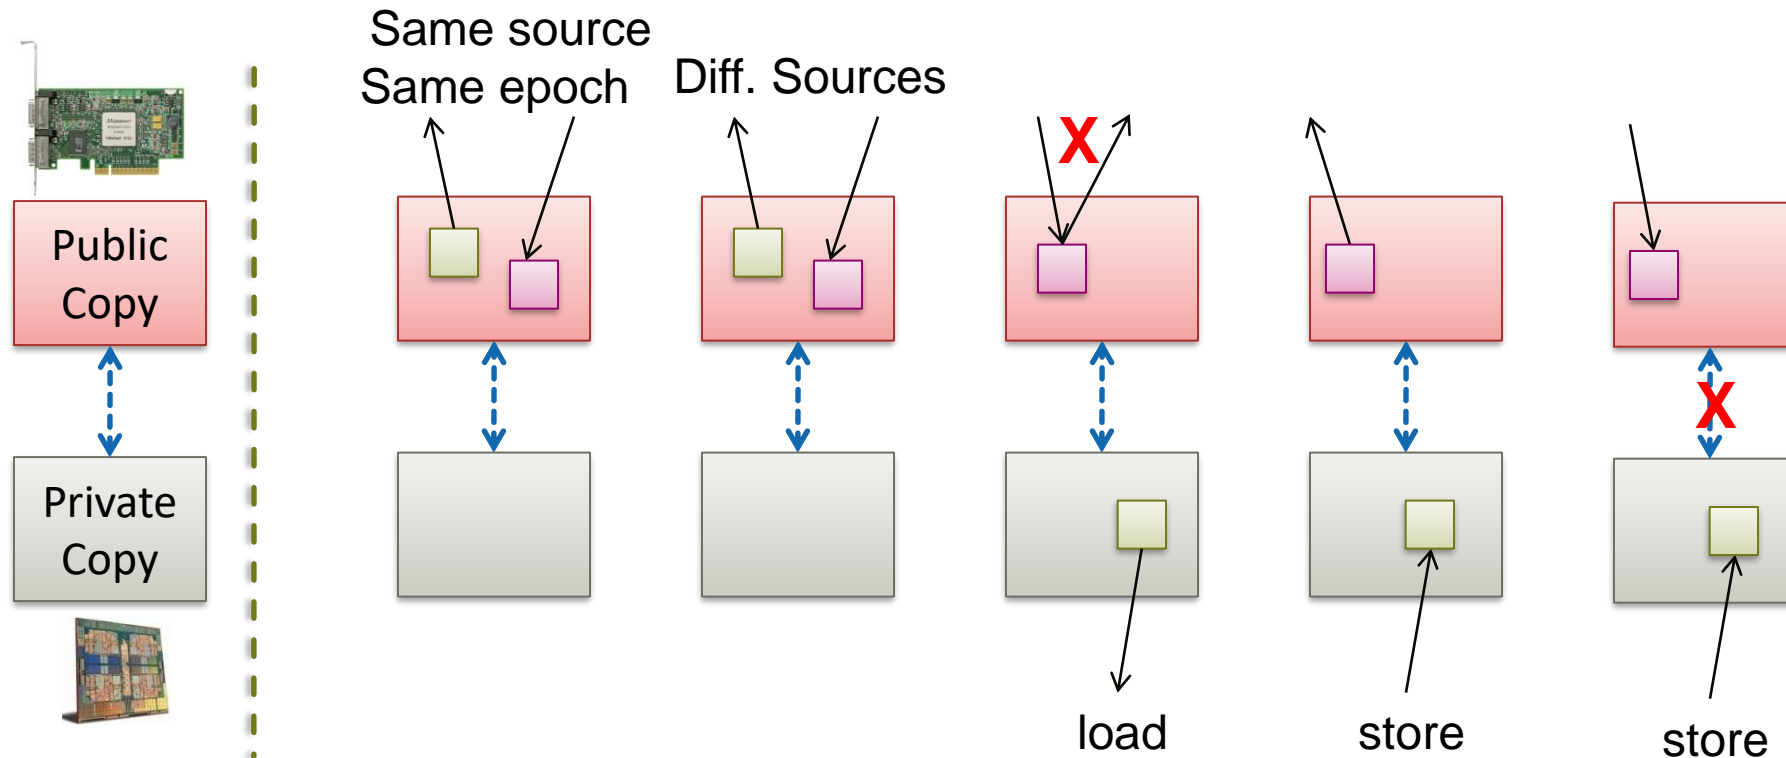 Same source
Same epoch
Diff. Sources
X
Public
Copy
X
Private
Copy
load
store
store